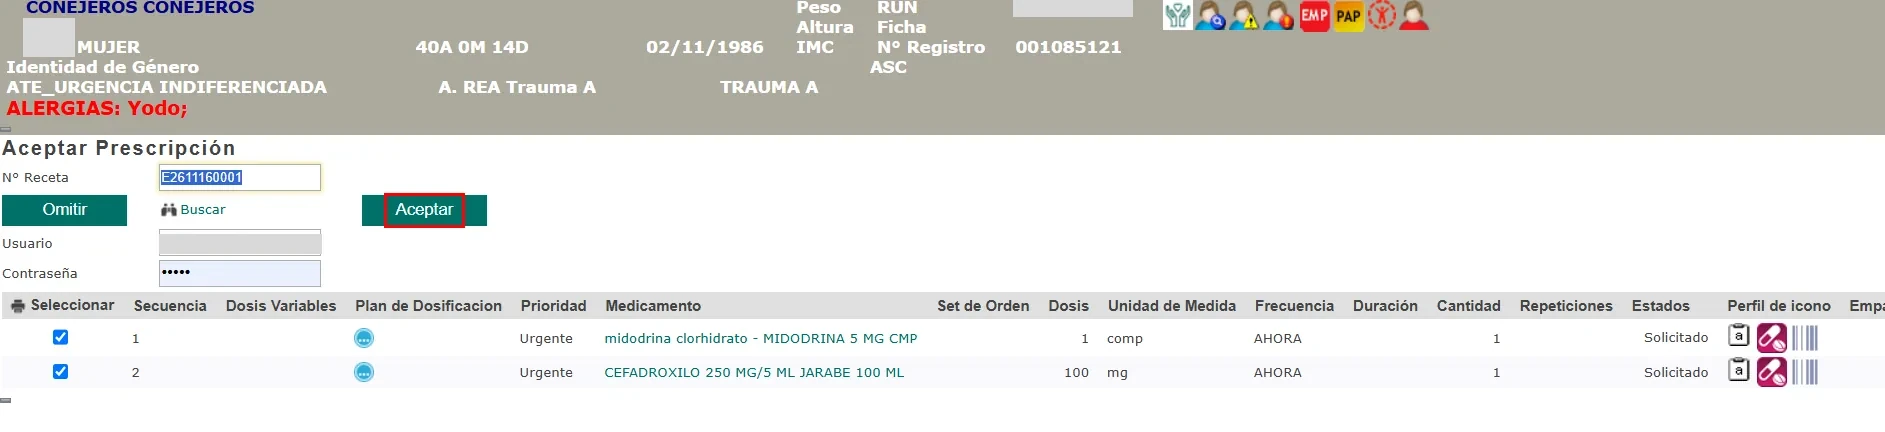 CONEJEROS CONEJEROS Peso RUN EMP PAP
Altura Ficha
MUJER 40A 0M 14D 02/11/1986 IMC N° Registro 001085121
Identidad de Género ASC
ATE_URGENCIA INDIFERENCIADA A. REA Trauma A TRAUMA A
ALERGIAS: Yodo;
Aceptar Prescripción
N° Receta E2611160001
Omitir Buscar Aceptar
Usuario
Contraseña •••••
Seleccionar Secuencia Dosis Variables Plan de Dosificacion Prioridad Medicamento Set de Orden Dosis Unidad de Medida Frecuencia Duración Cantidad Repeticiones Estados Perfil de icono Empa
1 Urgente midodrina clorhidrato - MIDODRINA 5 MG CMP 1 comp AHORA 1 Solicitado a
2 Urgente CEFADROXILO 250 MG/5 ML JARABE 100 ML 100 mg AHORA 1 Solicitado a